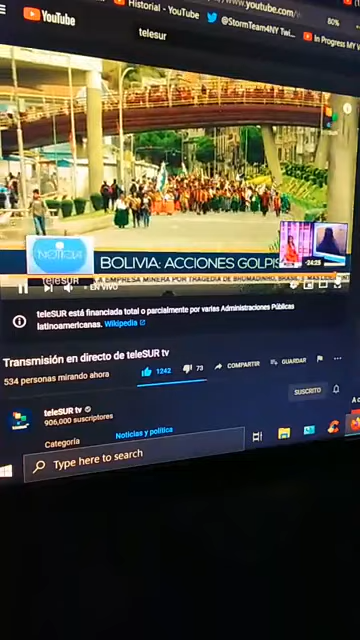 YouTube
Historial - YouTube
@StormTeam4NY Twi...
In Progress MY
.youtube.com/
80%
telesur
NOTICIA
BOLIVIA: ACCIONES GOLPIS
-24:25
teleSUR
A EMPRESA MINERA POR TRAGEDIA DE BRUMADINHO, BRASIL
EN VIVO
teleSUR está financiada total o parcialmente por varias Administraciones Públicas
latinoamericanas. Wikipedia
Transmisión en directo de teleSUR tv
534 personas mirando ahora
1242
73
COMPARTIR
GUARDAR
...
teleSUR tv
906,000 suscriptores
SUSCRITO
Categoría
Noticias y política
Type here to search